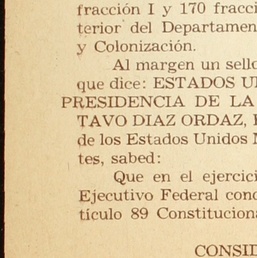 fracción I y 170 fracci
terior del Departamen
y Colonización.
Al margen un sello
que dice: ESTADOS U
PRESIDENCIA DE LA
TAVO DIAZ ORDAZ,
de los Estados Unidos
tes, sabed:
Que en el ejercici
Ejecutivo Federal conc
tículo 89 Constituciona
CONSID